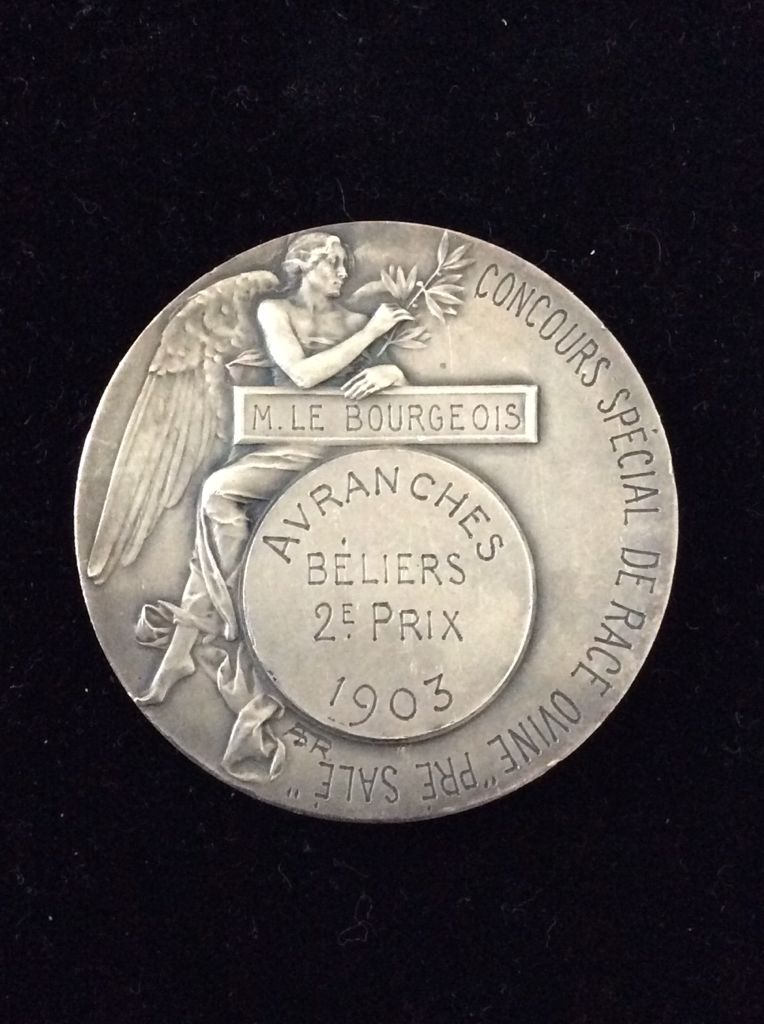 CONCOURS SPÉCIAL DE RACE OVINE "PRÉ SALÉ"
M. LE BOURGEOIS
AVRANCHES
BÉLIERS
2E PRIX
1903